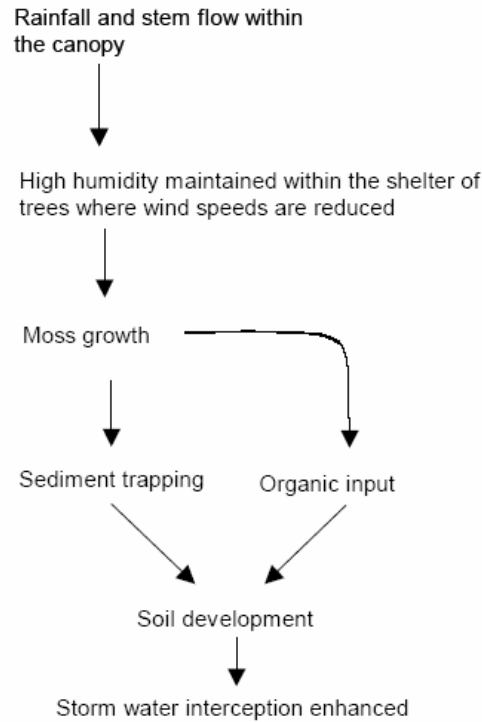 Rainfall and stem flow within
the canopy
High humidity maintained within the shelter of
trees where wind speeds are reduced
Moss growth
Sediment trapping
Organic input
Soil development
Storm water interception enhanced